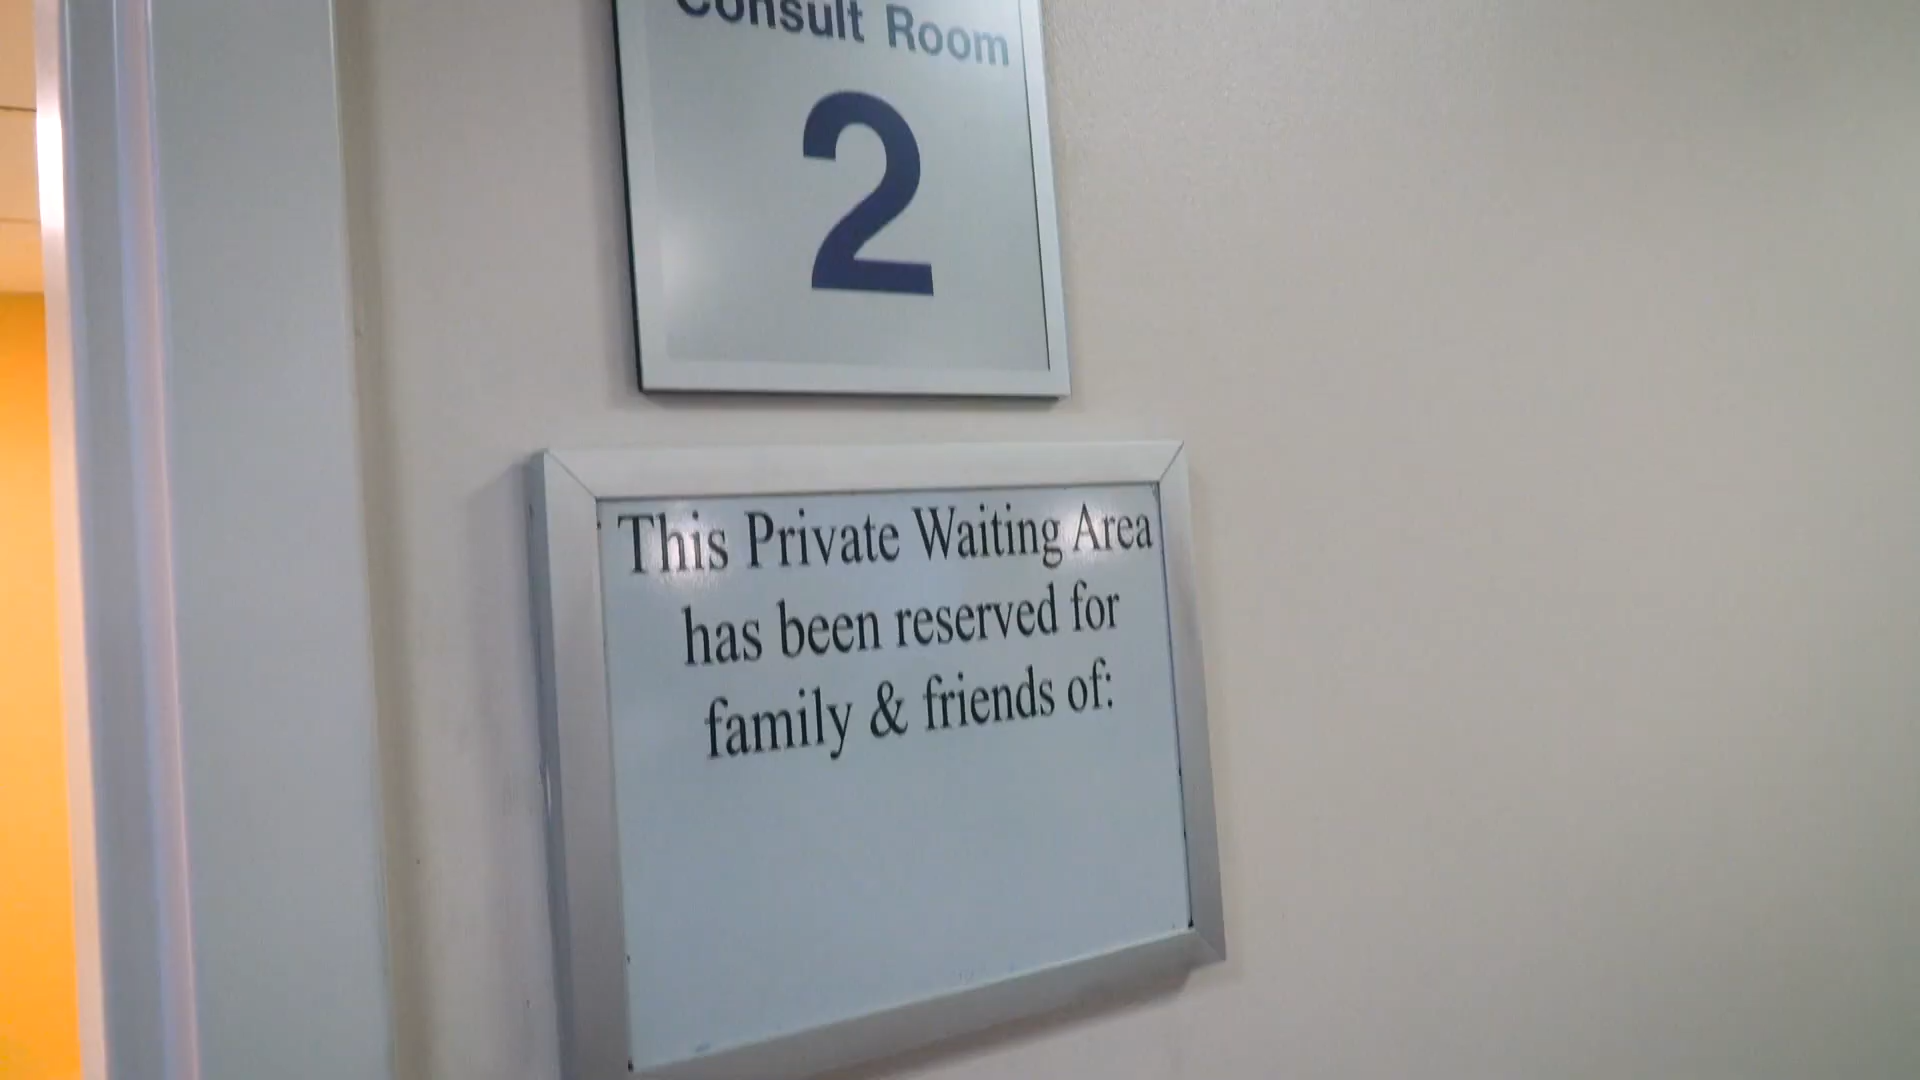 Consult Room
2
This Private Waiting Area
has been reserved for
family & friends of: